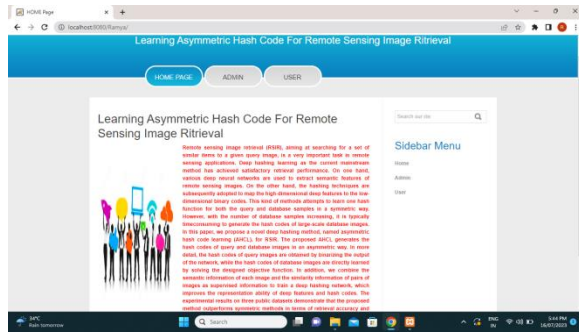 HOME Page
localhost:8080/Ramya/
Learning Asymmetric Hash Code For Remote Sensing Image Ritrieval
HOME PAGE
ADMIN
USER
Learning Asymmetric Hash Code For Remote
Sensing Image Ritrieval
Remote sensing image retrieval (RSIR), aiming at searching for a set of
similar items to a given query image, is a very important task in remote
sensing applications. Deep hashing learning as the current mainstream
method has achieved satisfactory retrieval performance. On one hand,
various deep neural networks are used to extract semantic features of
remote sensing images. On the other hand, the hashing techniques are
subsequently adopted to map the high-dimensional deep features to the low-
dimensional binary codes. This kind of methods attempts to learn one hash
function for both the query and database samples in a symmetric way.
However, with the number of database samples increasing, it is typically
timeconsuming to generate the hash codes of large-scale database images.
In this paper, we propose a novel deep hashing method, named asymmetric
hash code learning (AHCL), for RSIR. The proposed AHCL generates the
hash codes of query and database images in an asymmetric way. In more
detail, the hash codes of query images are obtained by binarizing the output
of the network, while the hash codes of database images are directly learned
by solving the designed objective function. In addition, we combine the
semantic information of each image and the similarity information of pairs of
images as supervised information to train a deep hashing network, which
improves the representation ability of deep features and hash codes. The
experimental results on three public datasets demonstrate that the proposed
method outperforms symmetric methods in terms of retrieval accuracy and
Search our site
Sidebar Menu
Home
Admin
User
34°C
Rain tomorrow
Search
ENG
IN
3:44 PM
16/07/2025